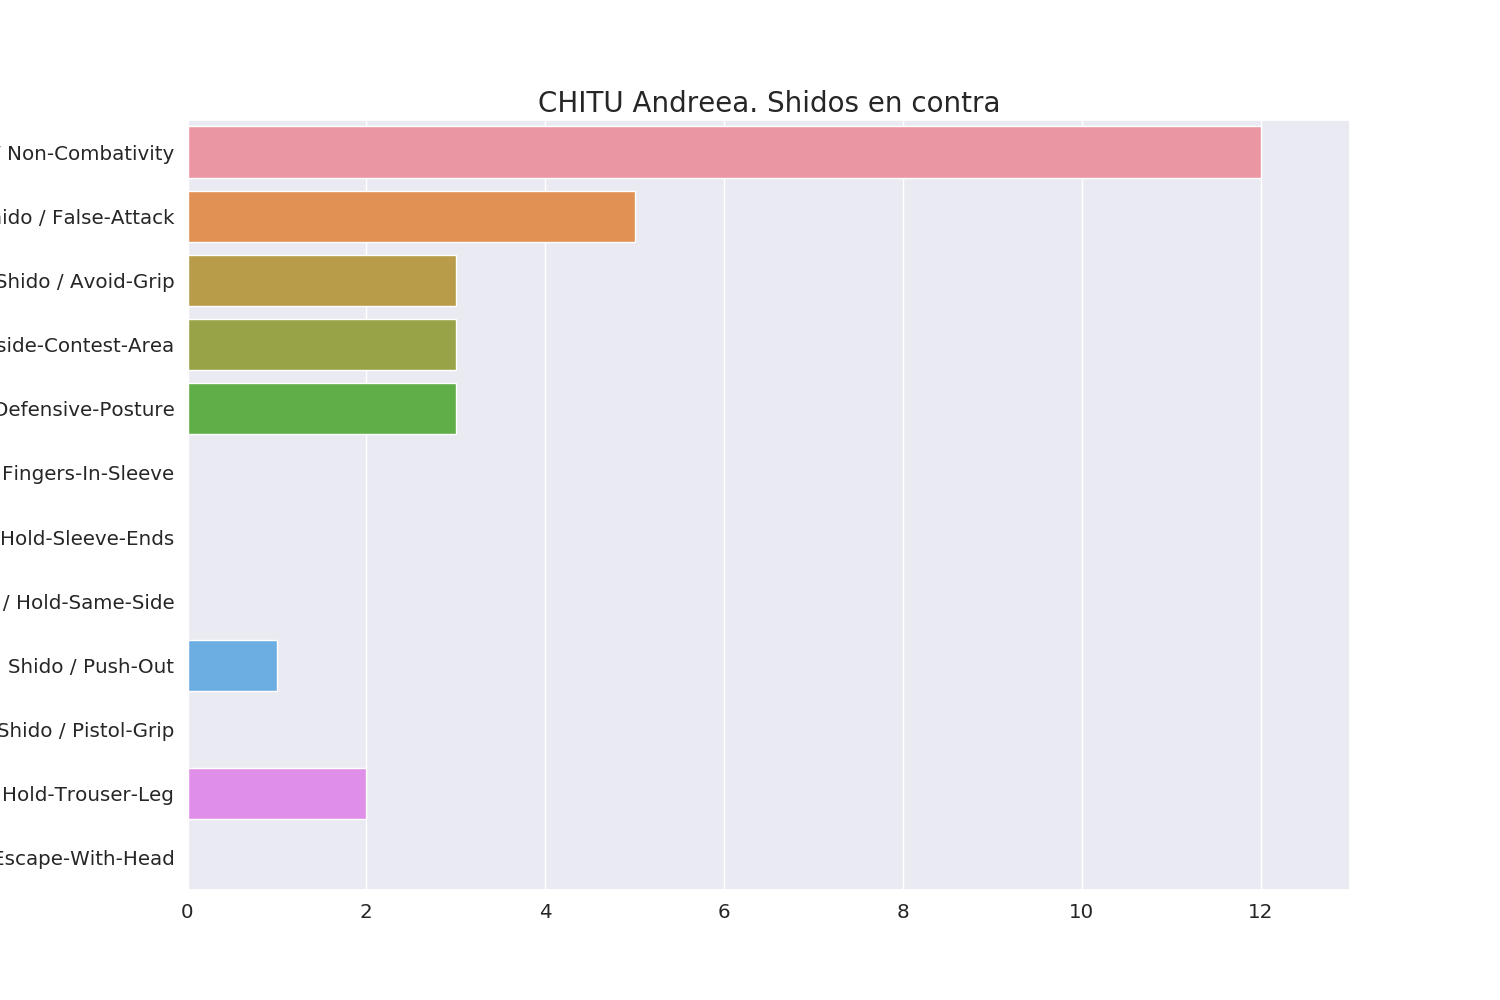 CHITU Andreea. Shidos en contra
/ Non-Combativity
/ False-Attack
Shido / Avoid-Grip
side-Contest-Area
Defensive-Posture
Fingers-In-Sleeve
Hold-Sleeve-Ends
/ Hold-Same-Side
Shido / Push-Out
Shido / Pistol-Grip
Hold-Trouser-Leg
Escape-With-Head
0 2 4 6 8 10 12